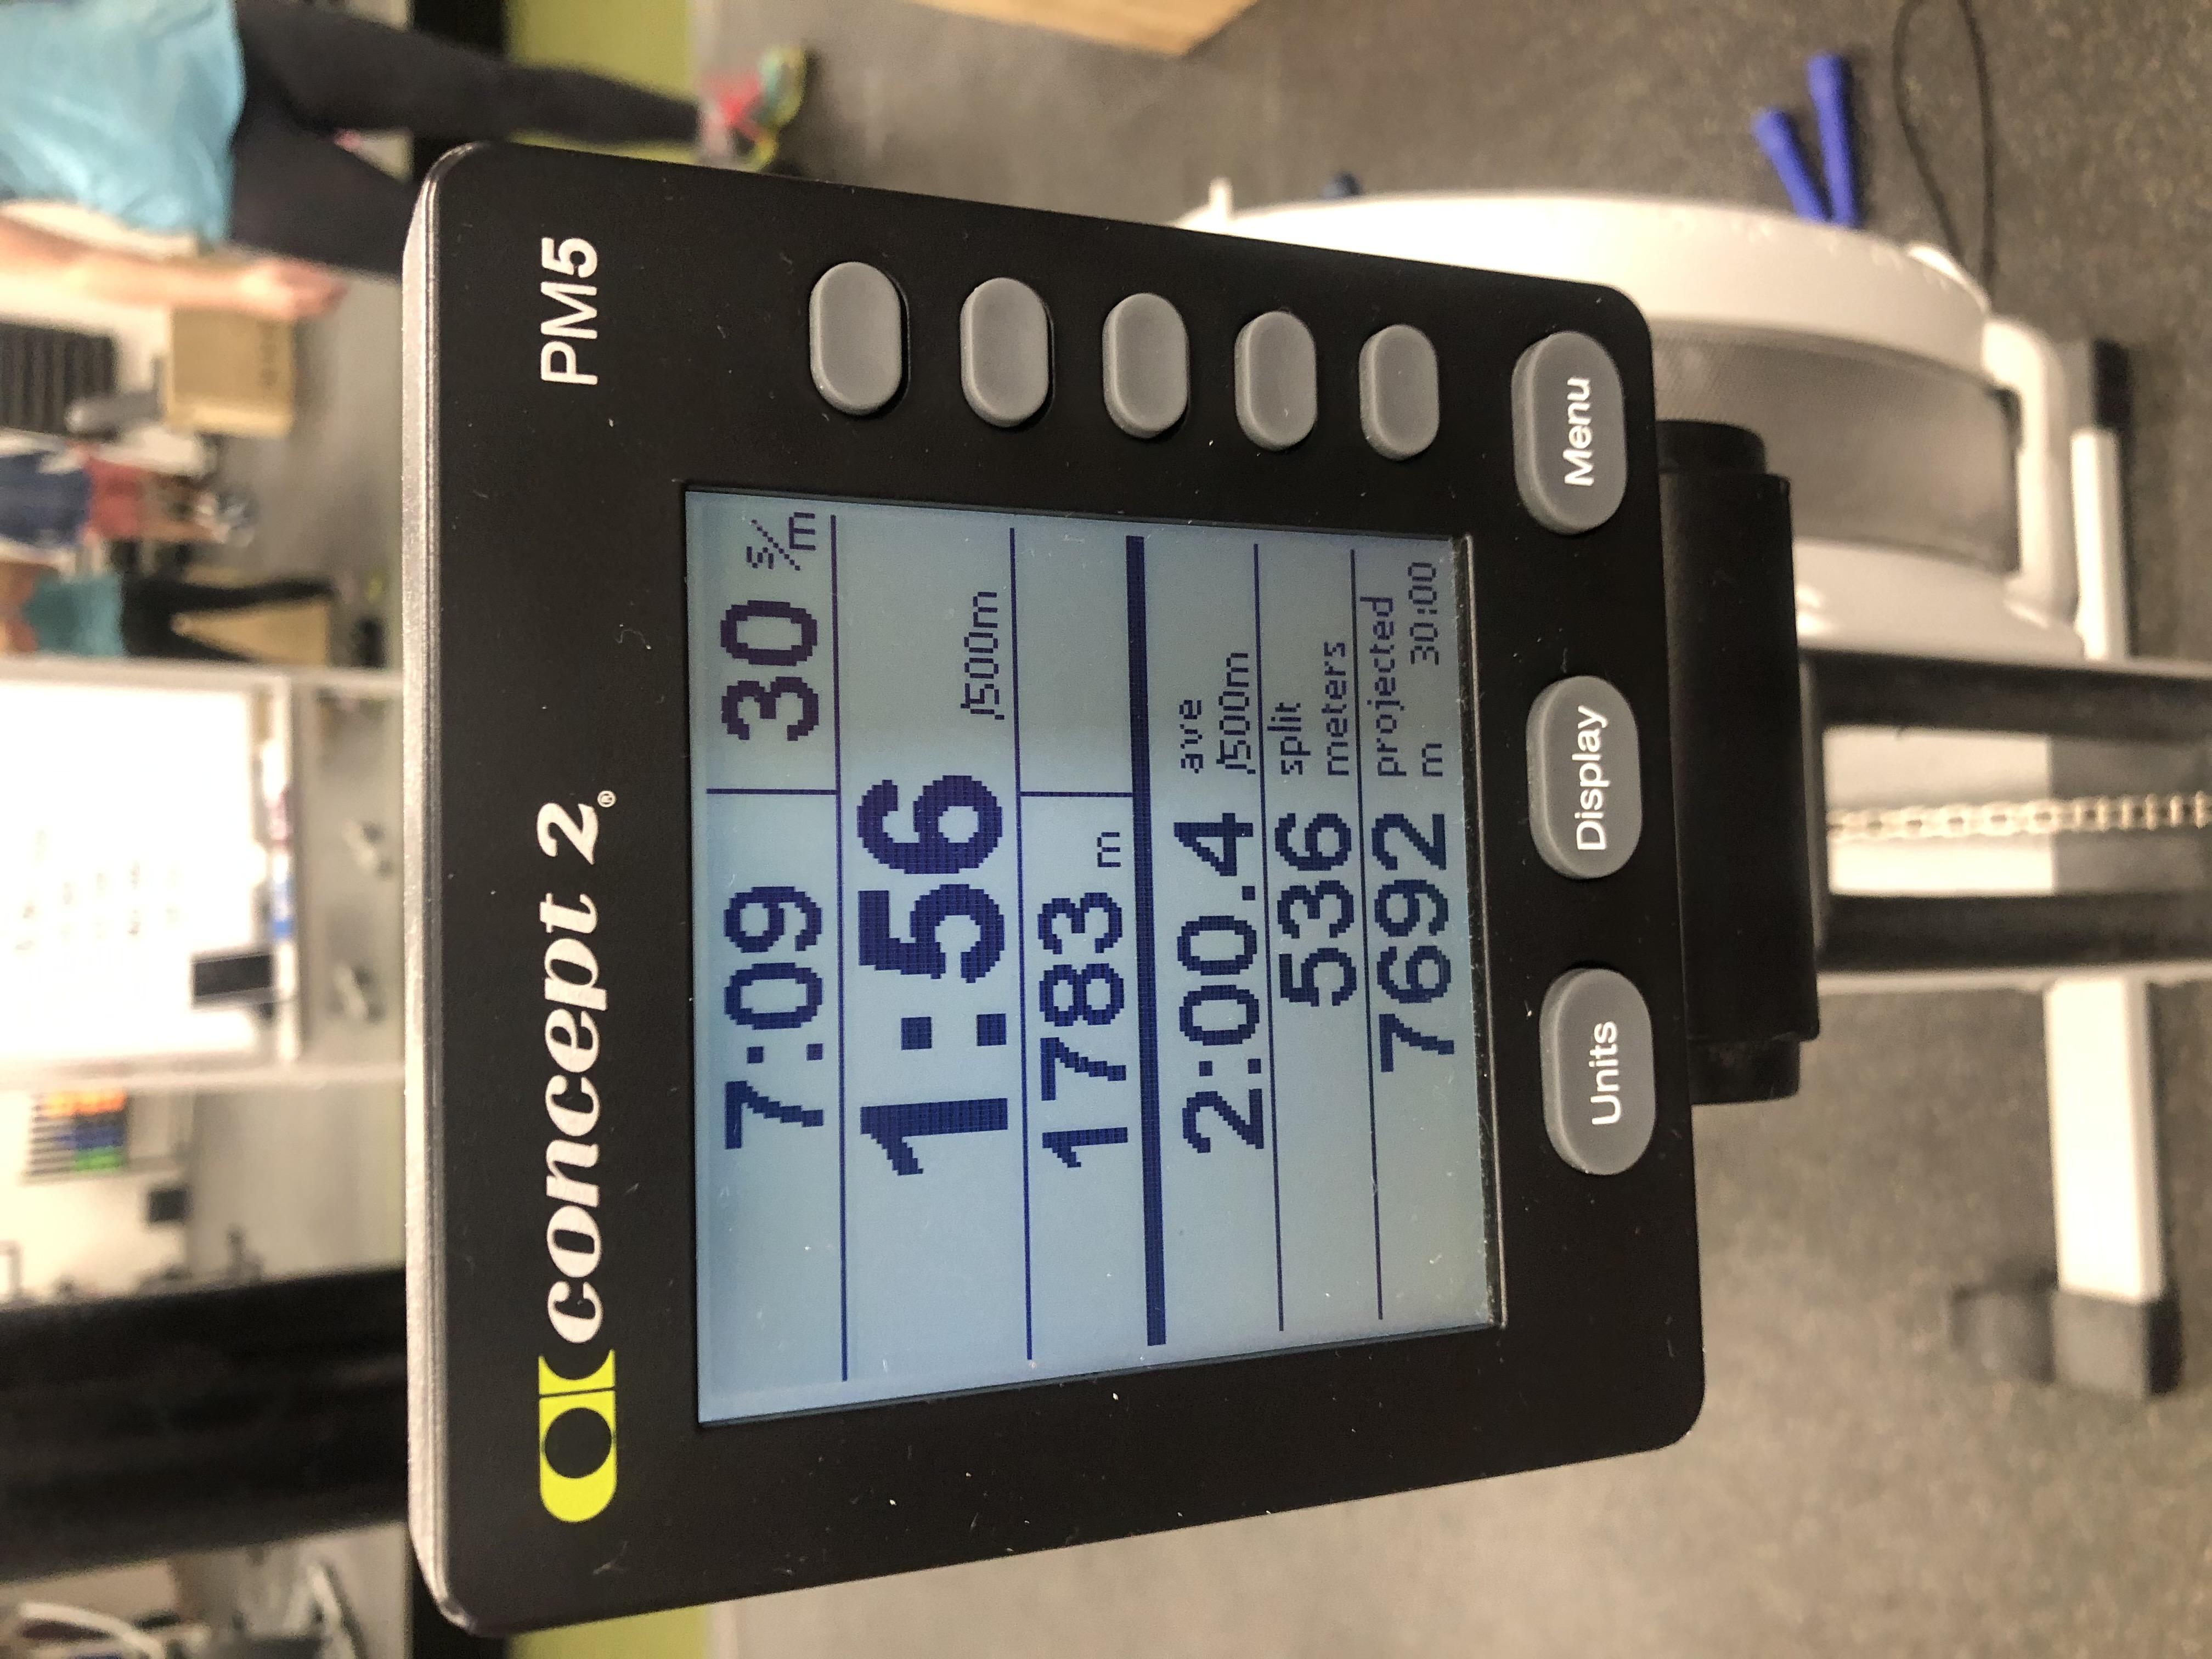 concept 2® PM5
7:09 30 s/m
1:56 /500m
1783 m
2:00.4 ave /500m
536 split meters
7692 projected m 30:00
Units Display Menu